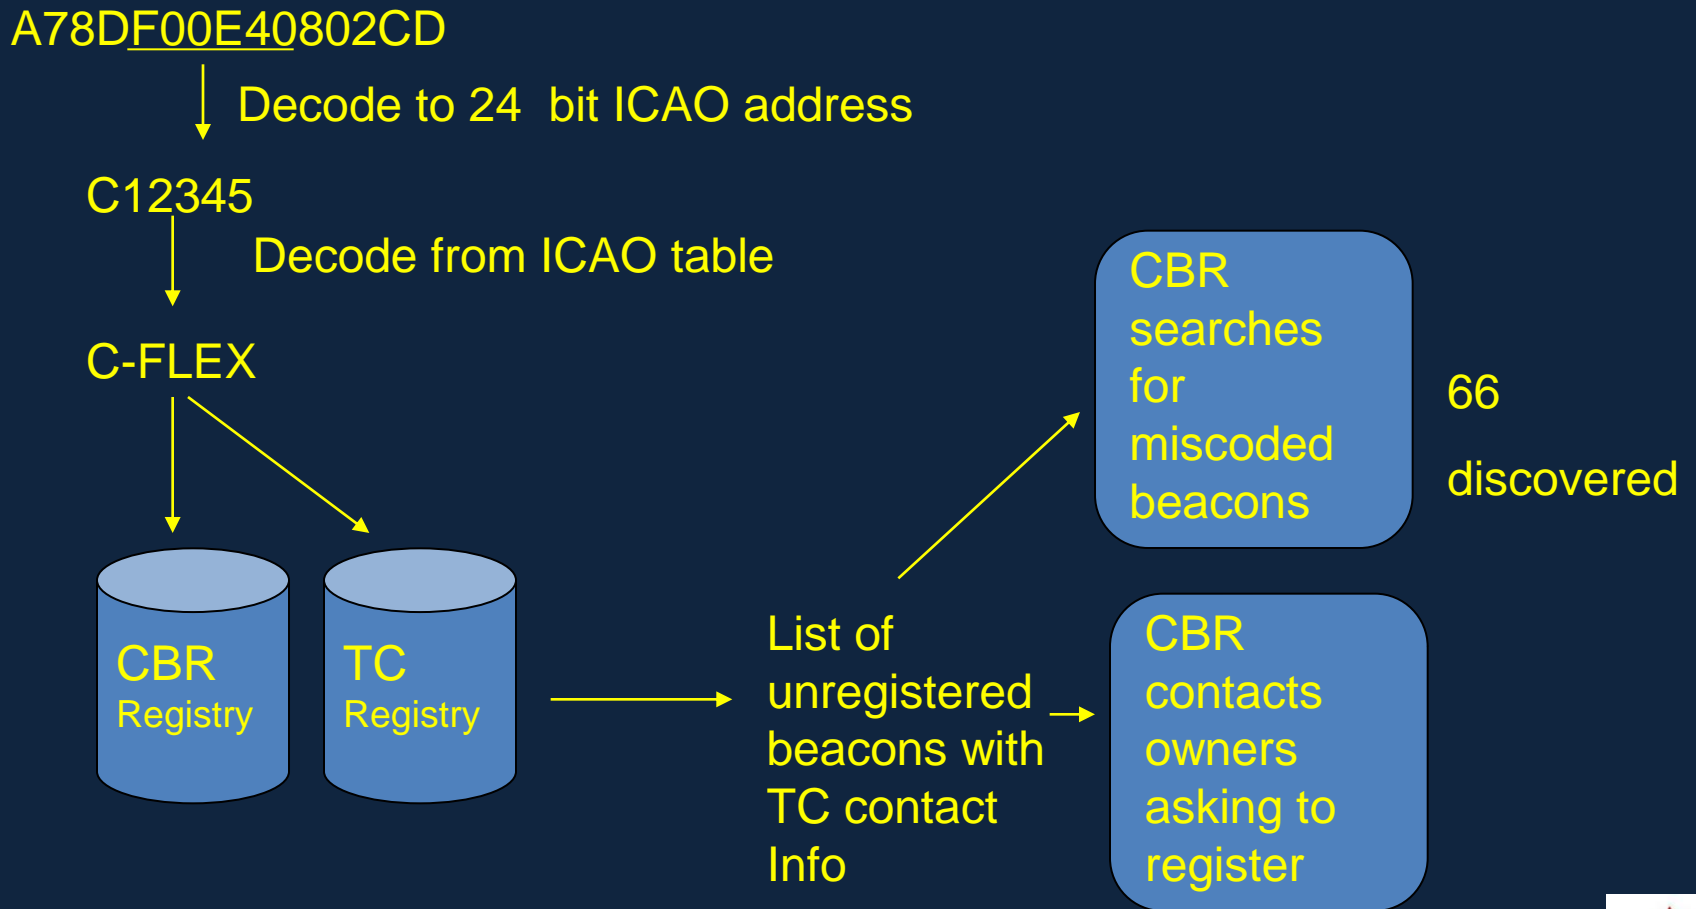 A78DF00E40802CD
Decode to 24 bit ICAO address
C12345
Decode from ICAO table
C-FLEX
CBR
Registry
TC
Registry
List of
unregistered
beacons with
TC contact
Info
CBR
searches
for
miscoded
beacons
66
discovered
CBR
contacts
owners
asking to
register